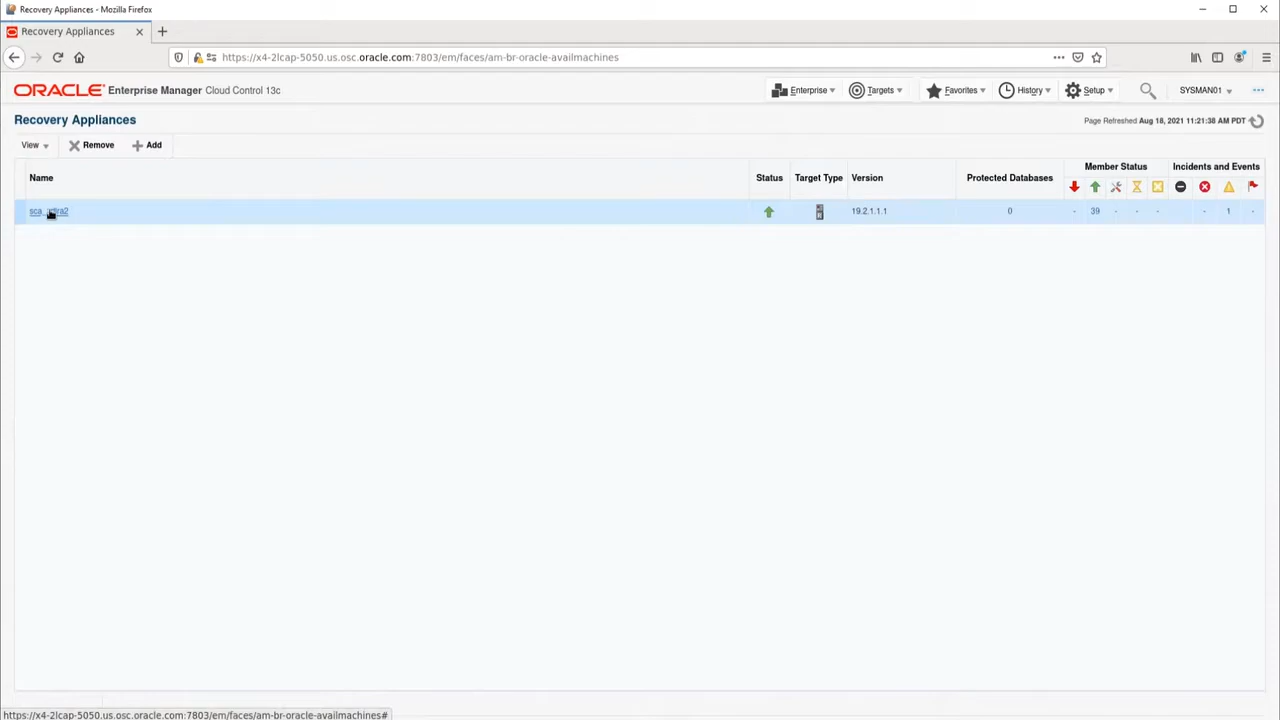 Recovery Appliances - Mozilla Firefox
Recovery Appliances
https://x4-2lcap-5050.us.osc.oracle.com:7803/em/faces/am-br-oracle-availmachines
ORACLE Enterprise Manager Cloud Control 13c
Enterprise Targets Favorites History Setup SYSMAN01
Recovery Appliances
Page Refreshed Aug 18, 2021 11:21:38 AM PDT
View Remove Add
Name Status Target Type Version Protected Databases Member Status Incidents and Events
19.2.1.1.1 0 - 39 - - - - 1 -
https://x4-2lcap-5050.us.osc.oracle.com:7803/em/faces/am-br-oracle-availmachines#